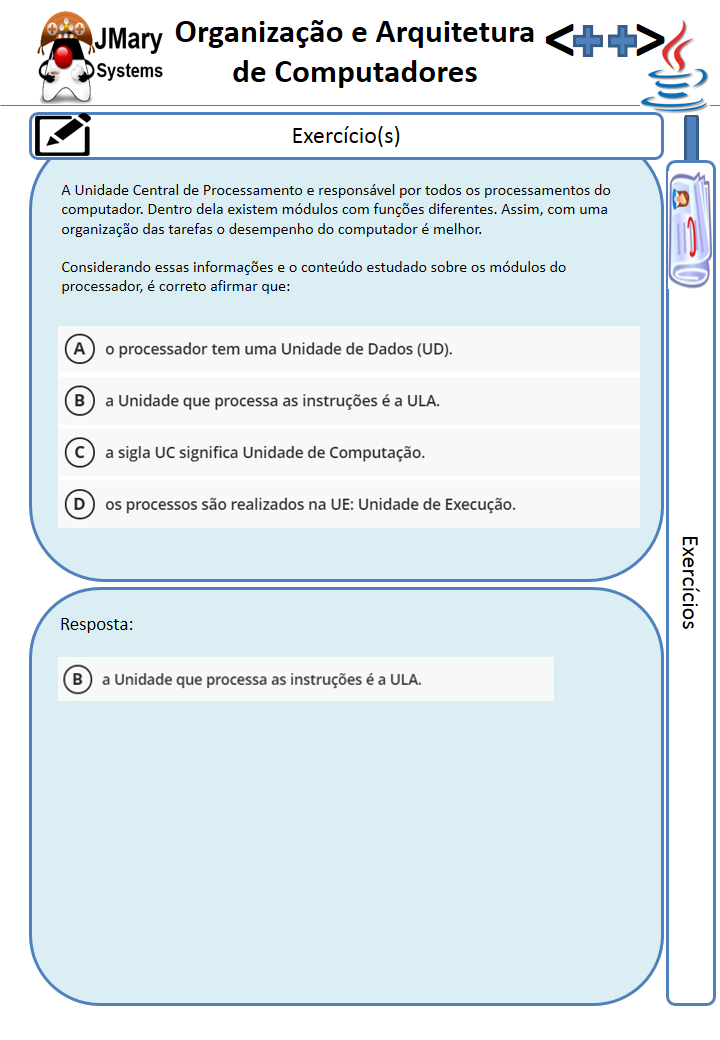 JMary
Systems
Organização e Arquitetura
de Computadores
<++>
Exercício(s)
A Unidade Central de Processamento e responsável por todos os processamentos do
computador. Dentro dela existem módulos com funções diferentes. Assim, com uma
organização das tarefas o desempenho do computador é melhor.
Considerando essas informações e o conteúdo estudado sobre os módulos do
processador, é correto afirmar que:
A o processador tem uma Unidade de Dados (UD).
B a Unidade que processa as instruções é a ULA.
C a sigla UC significa Unidade de Computação.
D os processos são realizados na UE: Unidade de Execução.
Exercícios
Resposta:
B a Unidade que processa as instruções é a ULA.